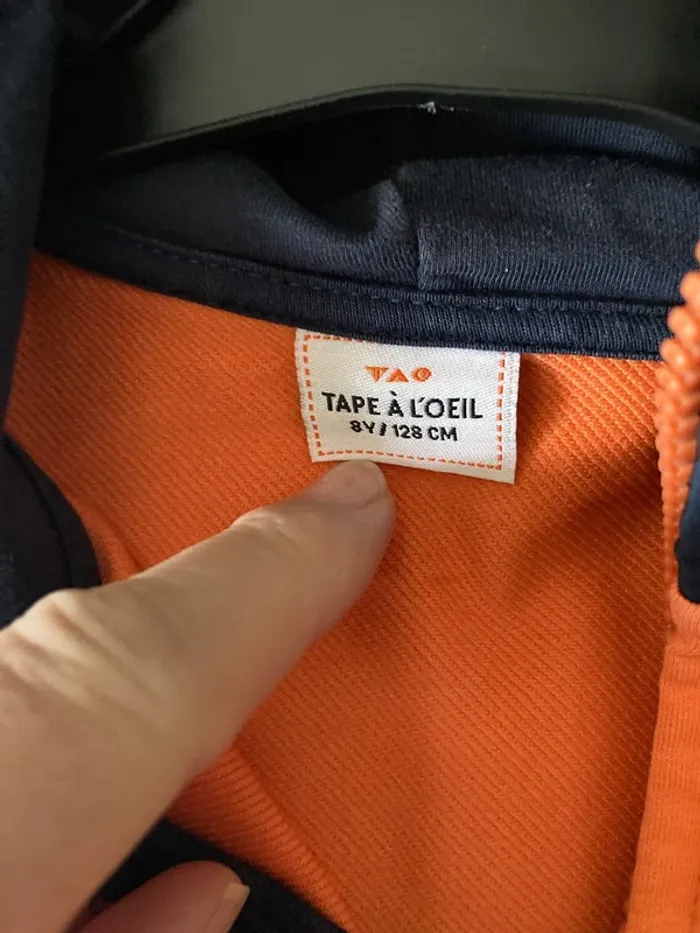 TAO
TAPE À L'OEIL
8Y / 128 CM